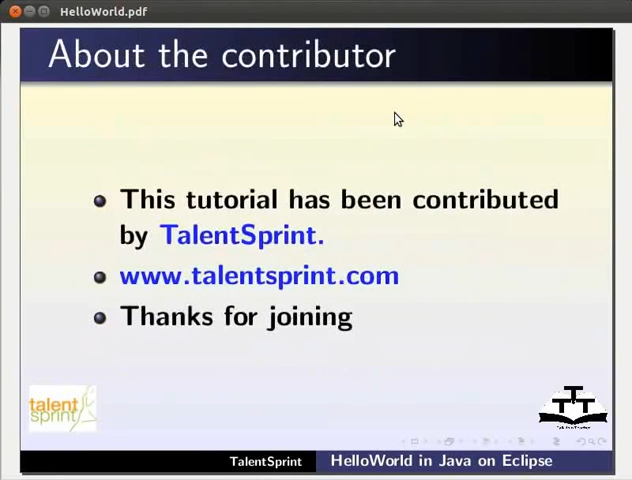 HelloWorld.pdf
About the contributor
This tutorial has been contributed
by TalentSprint.
www.talentsprint.com
Thanks for joining
talent
sprint
TTT
TalentSprint
HelloWorld in Java on Eclipse